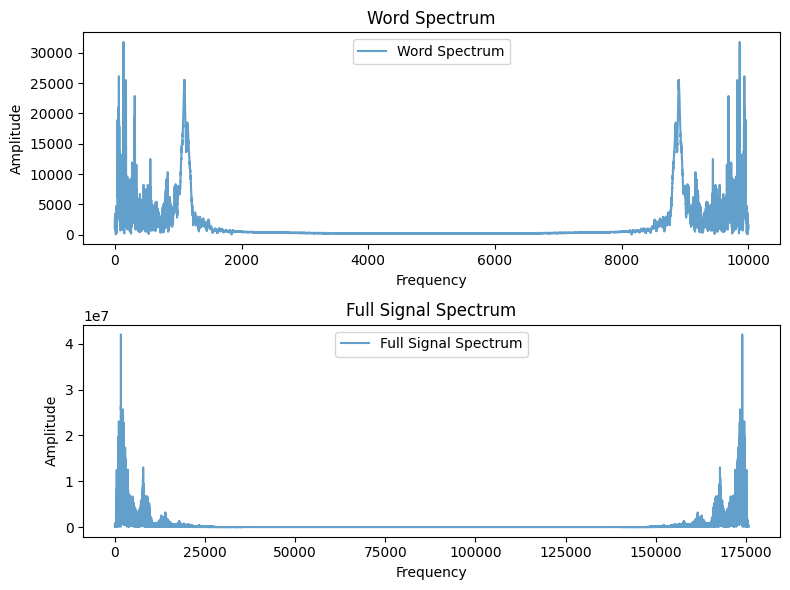 Word Spectrum
Word Spectrum
30000
25000
20000
15000
10000
5000
0
Amplitude
0 2000 4000 6000 8000 10000
Frequency
Full Signal Spectrum
1e7
Full Signal Spectrum
4
3
2
1
0
Amplitude
0 25000 50000 75000 100000 125000 150000 175000
Frequency